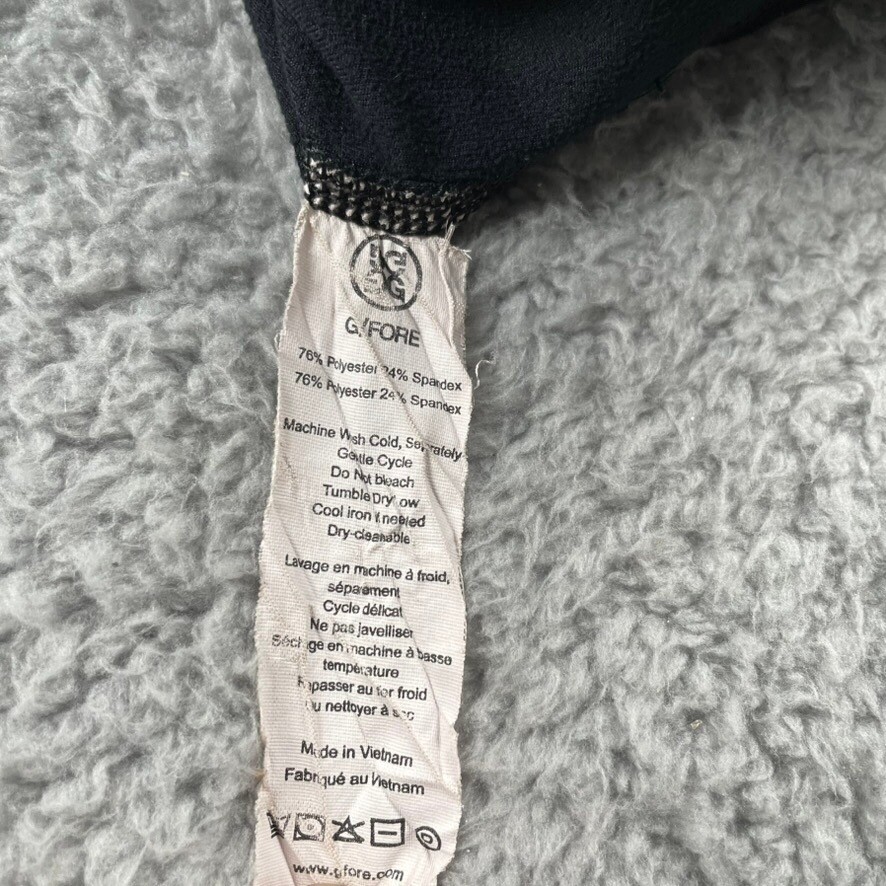 G/FORE
76% Polyester 24% Spandex
76% Polyester 24% Spandex
Machine Wash Cold, Separately
Gentle Cycle
Do Not bleach
Tumble Dry Low
Cool iron if needed
Dry-cleanable
Lavage en machine à froid,
séparément
Cycle délicat
Ne pas javelliser
Séchage en machine à basse
température
Repasser au fer froid
Ou nettoyer à sec
Made in Vietnam
Fabriqué au Vietnam
www.gfore.com